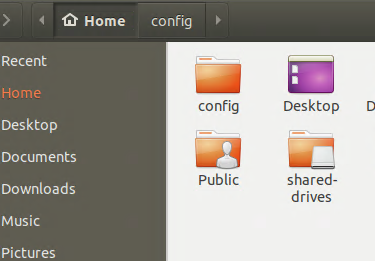 Home config
Recent
Home
Desktop
Documents
Downloads
Music
Pictures
config Desktop D
Public shared-
drives